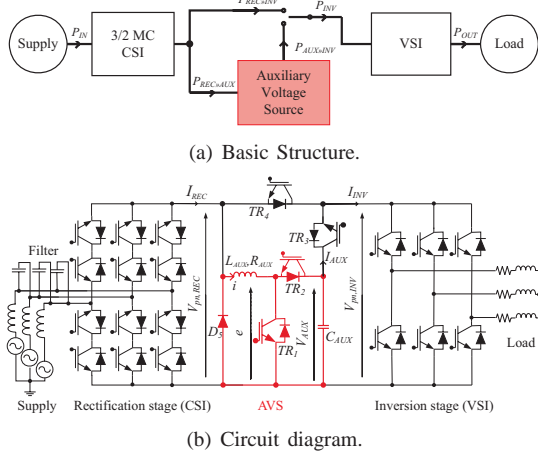 P_REC»INV
P_INV
Supply
P_IN
3/2 MC
CSI
VSI
P_OUT
Load
P_AUX»INV
P_REC»AUX
Auxiliary
Voltage
Source
(a) Basic Structure.
I_REC
TR_4
I_INV
TR_3
I_AUX
Filter
L_AUX,R_AUX
i
TR_2
V_pn,REC
D_5
e
TR_1
V_AUX
C_AUX
V_pn,INV
Load
Supply
Rectification stage (CSI)
AVS
Inversion stage (VSI)
(b) Circuit diagram.